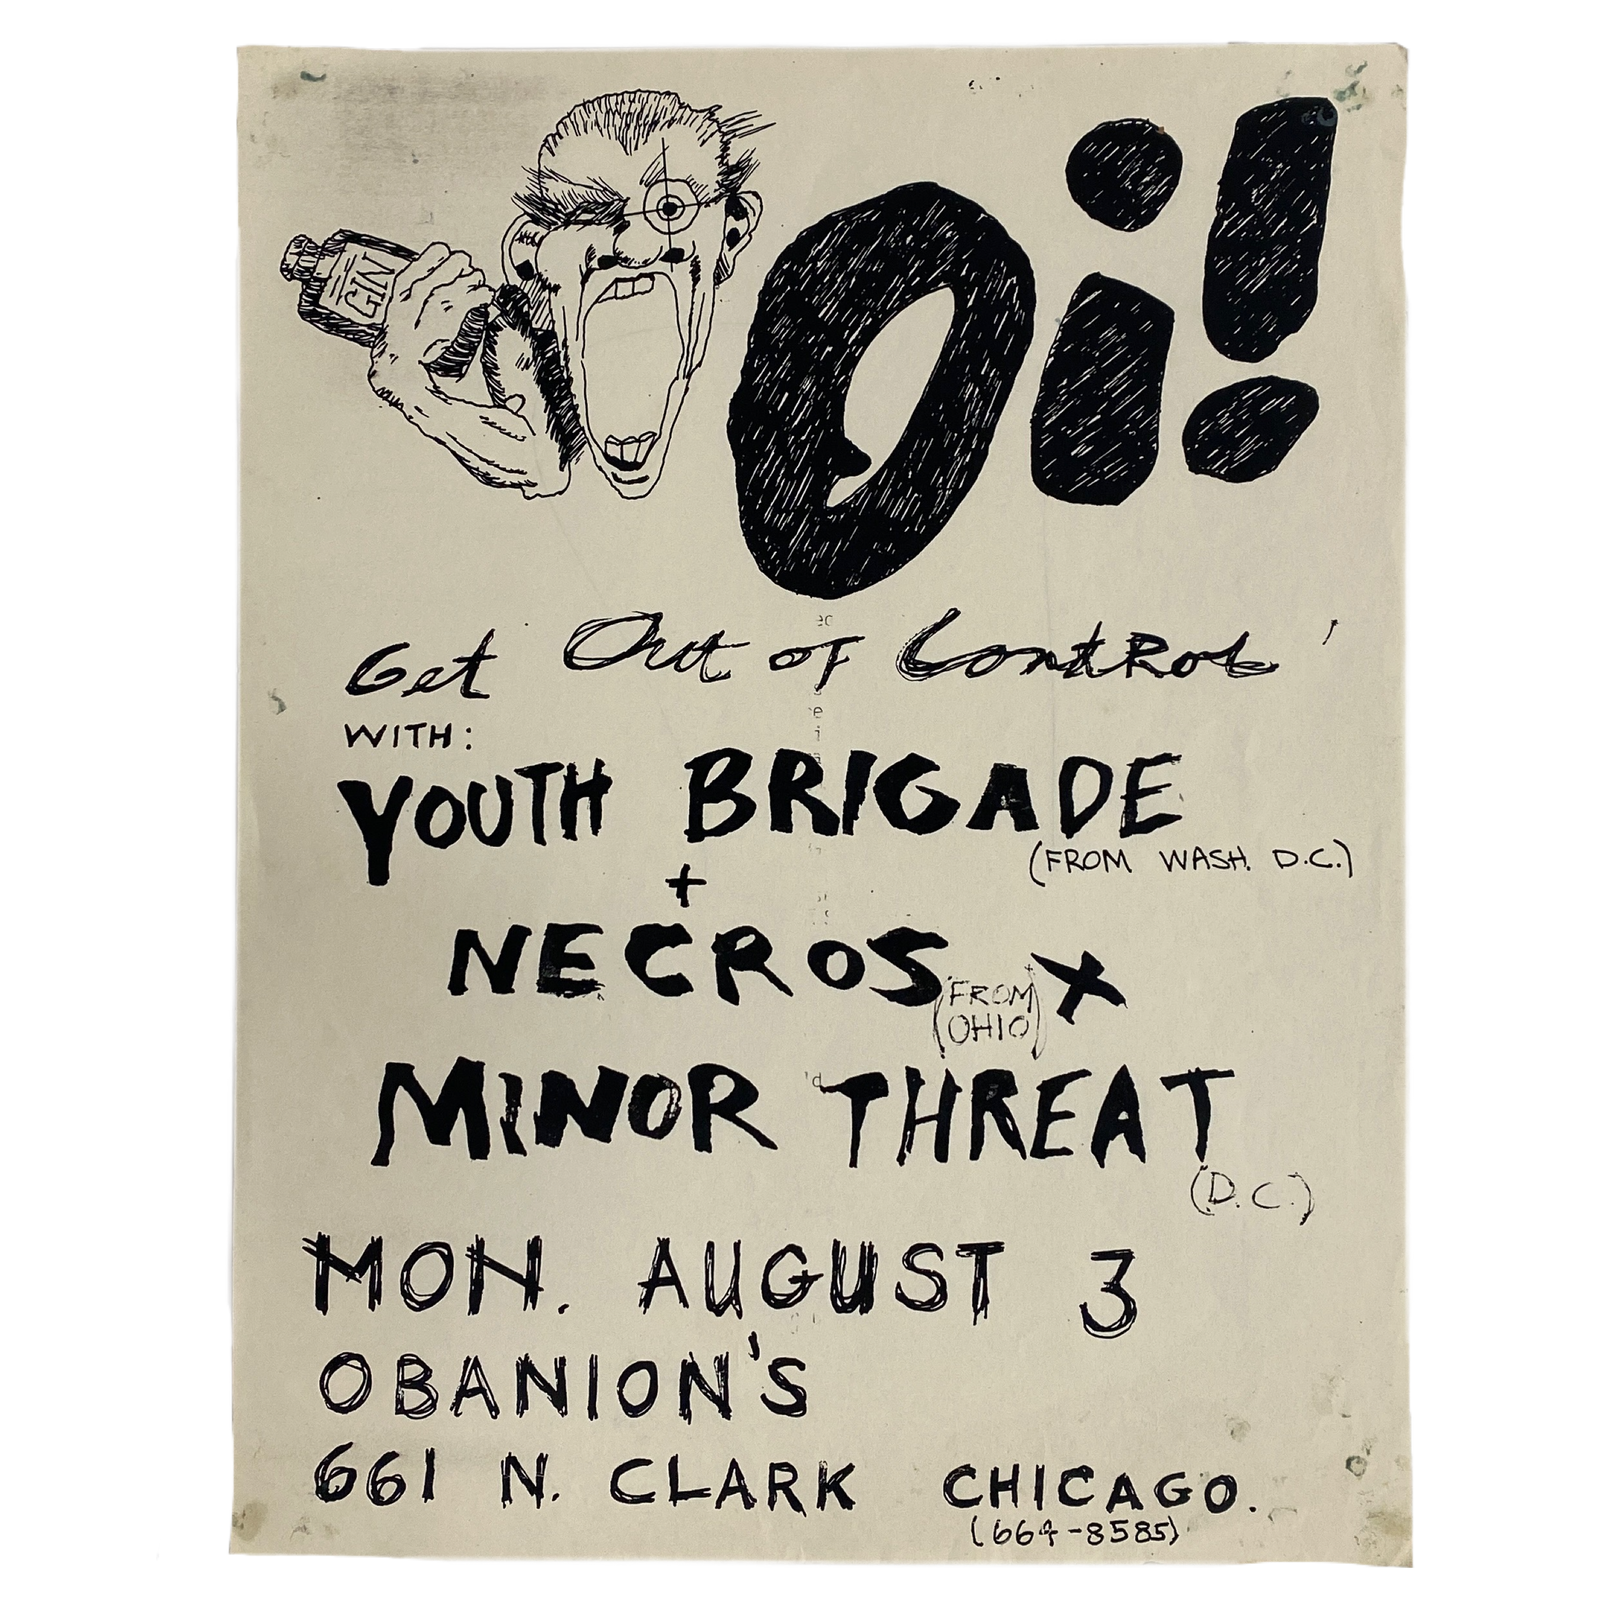 GIN
Oi!
Get Out of Control'
WITH:
YOUTH BRIGADE
(FROM WASH. D.C.)
+
NECROS (FROM OHIO) +
MINOR THREAT
(D.C.)
MON. AUGUST 3
OBANION'S
661 N. CLARK CHICAGO.
(664-8585)